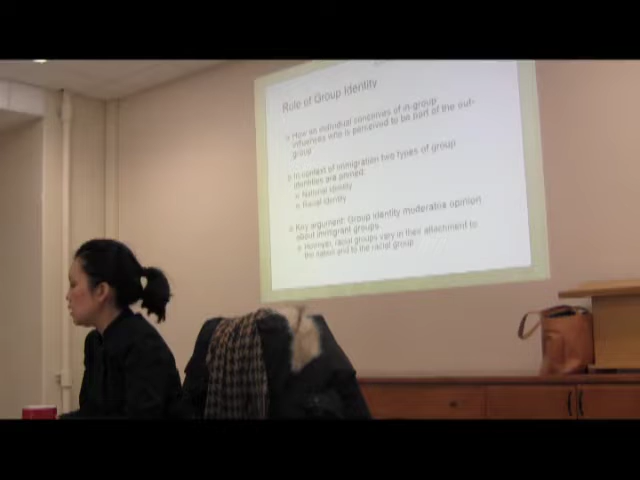 Role of Group Identity
How an individual conceives of in-group
influences who is perceived to be part of the out-
group
In context of immigration two types of group
identities are primed:
National identity
Racial identity
Key argument: Group identity moderates opinion
about immigrant groups.
However, racial groups vary in their attachment to
the nation and to the racial group